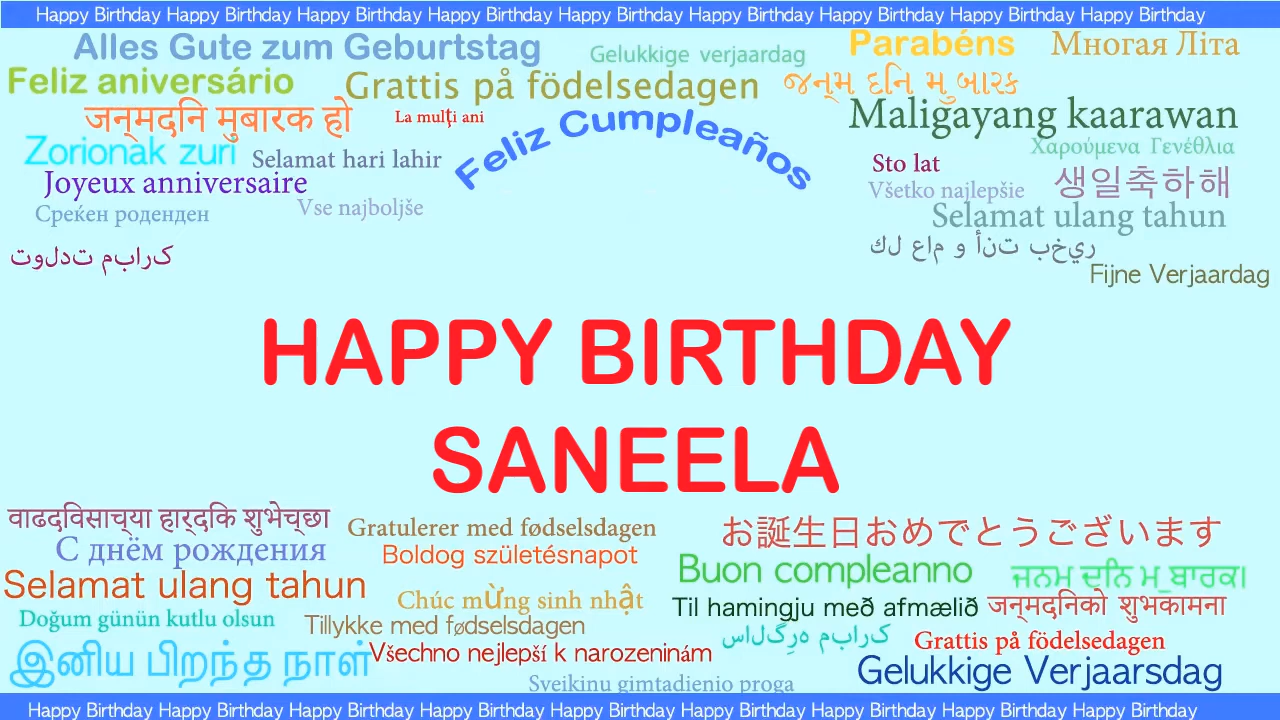 Happy Birthday Happy Birthday Happy Birthday Happy Birthday Happy Birthday Happy Birthday Happy Birthday Happy Birthday Happy Birthday
Alles Gute zum Geburtstag
Gelukkige verjaardag
Parabéns
Многая Літа
Feliz aniversário
Grattis på födelsedagen
જન્મ દિન મુબારક
जन्मदिन मुबारक हो
La mulţi ani
Feliz Cumpleaños
Maligayang kaarawan
Zorionak zuri
Selamat hari lahir
Χαρούμενα Γενέθλια
Sto lat
Joyeux anniversaire
Všetko najlepšie
생일축하해
Среќен роденден
Vse najboljše
Selamat ulang tahun
تولدت مبارک
كل عام و أنت بخير
Fijne Verjaardag
HAPPY BIRTHDAY
SANEELA
वाढदिवसाच्या हार्दिक शुभेच्छा
Gratulerer med fødselsdagen
お誕生日おめでとうございます
С днём рождения
Boldog születésnapot
Buon compleanno
ਜਨਮ ਦਿਨ ਮੁਬਾਰਕ।
Selamat ulang tahun
Chúc mừng sinh nhật
Til hamingju með afmælið
जन्मदिनको शुभकामना
Doğum günün kutlu olsun
Tillykke med fødselsdagen
سالگرہ مبارک
Grattis på födelsedagen
இனிய பிறந்த நாள்
Všechno nejlepší k narozeninám
Gelukkige Verjaarsdag
Sveikinu gimtadienio proga
Happy Birthday Happy Birthday Happy Birthday Happy Birthday Happy Birthday Happy Birthday Happy Birthday Happy Birthday Happy Birthday